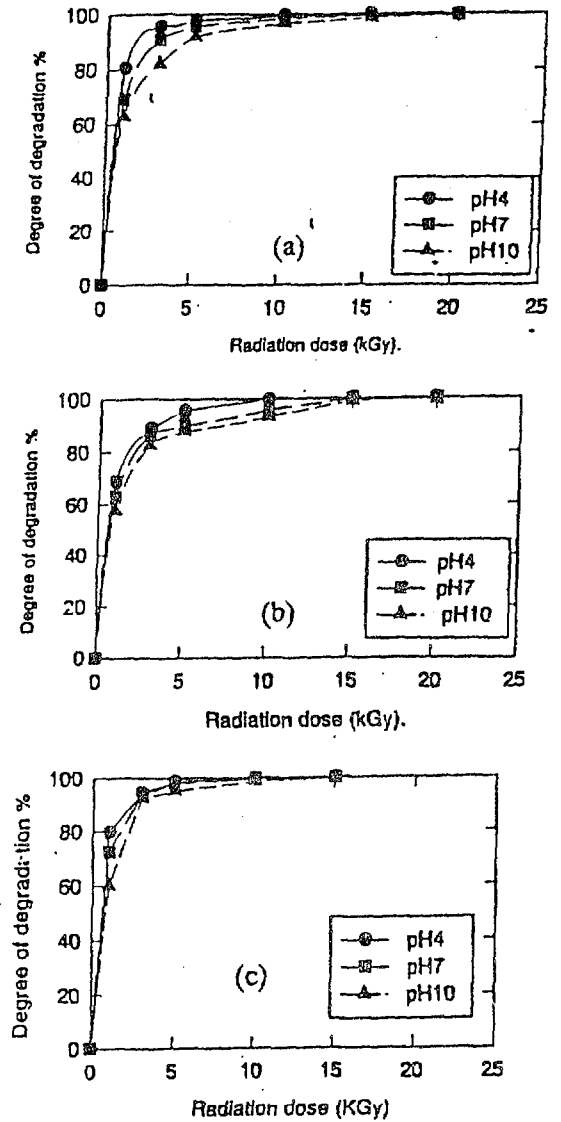 Degree of degradation %
100
80
60
40
20
0
pH4
pH7
pH10
(a)
0 5 10 15 20 25
Radiation dose (kGy).
Degree of degradation %
100
80
60
40
20
0
pH4
pH7
pH10
(b)
0 5 10 15 20 25
Radiation dose (kGy).
Degree of degradi-tion %
100
80
60
40
20
0
pH4
pH7
pH10
(c)
0 5 10 15 20 25
Radiation dose (KGy)